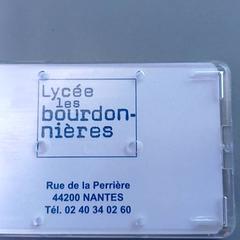 Lycée
les
bourdon-
nières
Rue de la Perrière
44200 NANTES
Tél. 02 40 34 02 60